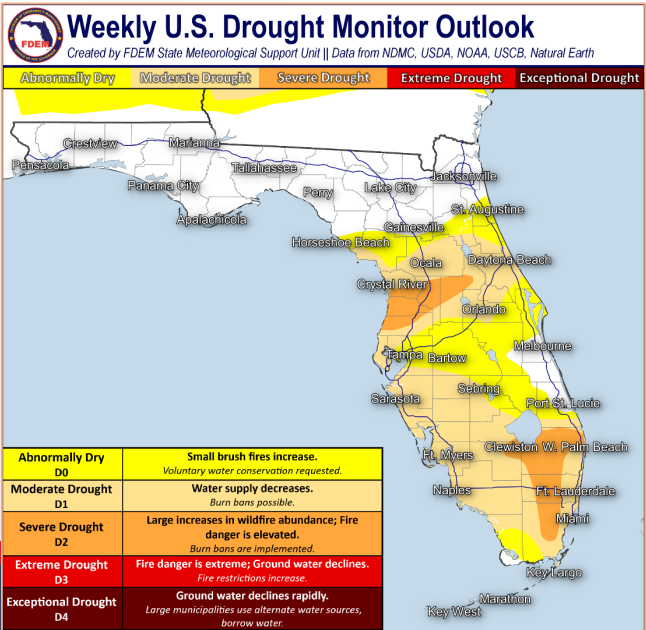 FDEM
Weekly U.S. Drought Monitor Outlook
Created by FDEM State Meteorological Support Unit || Data from NDMC, USDA, NOAA, USCB, Natural Earth
Abnormally Dry Moderate Drought Severe Drought Extreme Drought Exceptional Drought
Crestview
Marianna
Pensacola
Tallahassee
Jacksonville
Panama City
Perry
Lake City
Apalachicola
St. Augustine
Gainesville
Horseshoe Beach
Ocala
Daytona Beach
Crystal River
Orlando
Melbourne
Tampa
Bartow
Sebring
Sarasota
Port St. Lucie
Clewiston
W. Palm Beach
Ft. Myers
Naples
Ft. Lauderdale
Miami
Key Largo
Marathon
Key West
Abnormally Dry
D0
Small brush fires increase.
Voluntary water conservation requested.
Moderate Drought
D1
Water supply decreases.
Burn bans possible.
Severe Drought
D2
Large increases in wildfire abundance; Fire
danger is elevated.
Burn bans are implemented.
Extreme Drought
D3
Fire danger is extreme; Ground water declines.
Fire restrictions increase.
Exceptional Drought
D4
Ground water declines rapidly.
Large municipalities use alternate water sources,
borrow water.